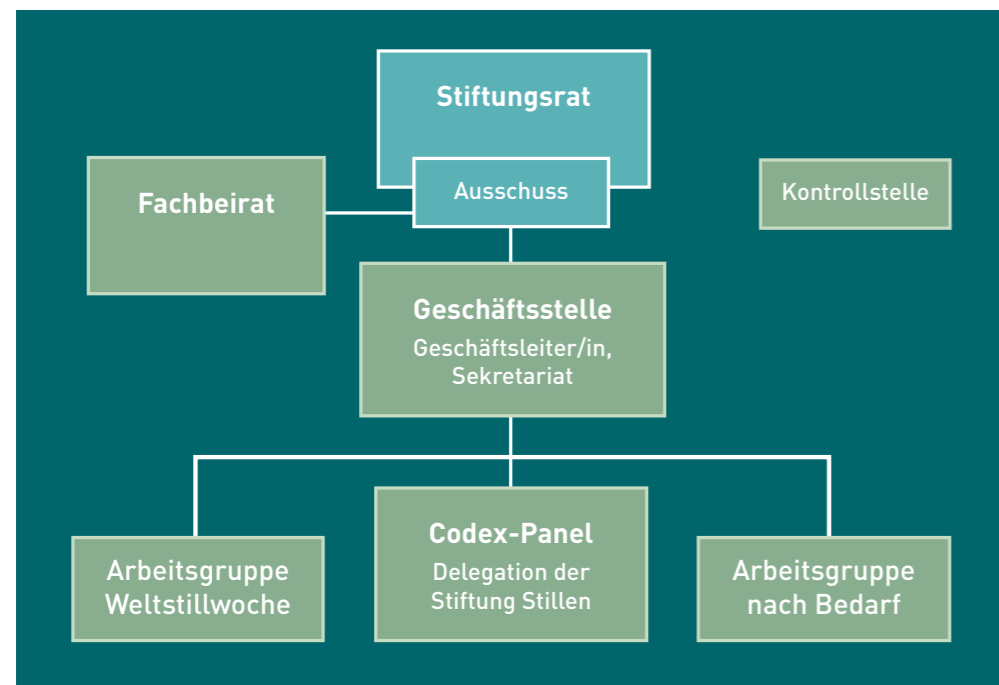 Stiftungsrat
Ausschuss
Fachbeirat
Kontrollstelle
Geschäftsstelle
Geschäftsleiter/in,
Sekretariat
Arbeitsgruppe
Weltstillwoche
Codex-Panel
Delegation der
Stiftung Stillen
Arbeitsgruppe
nach Bedarf